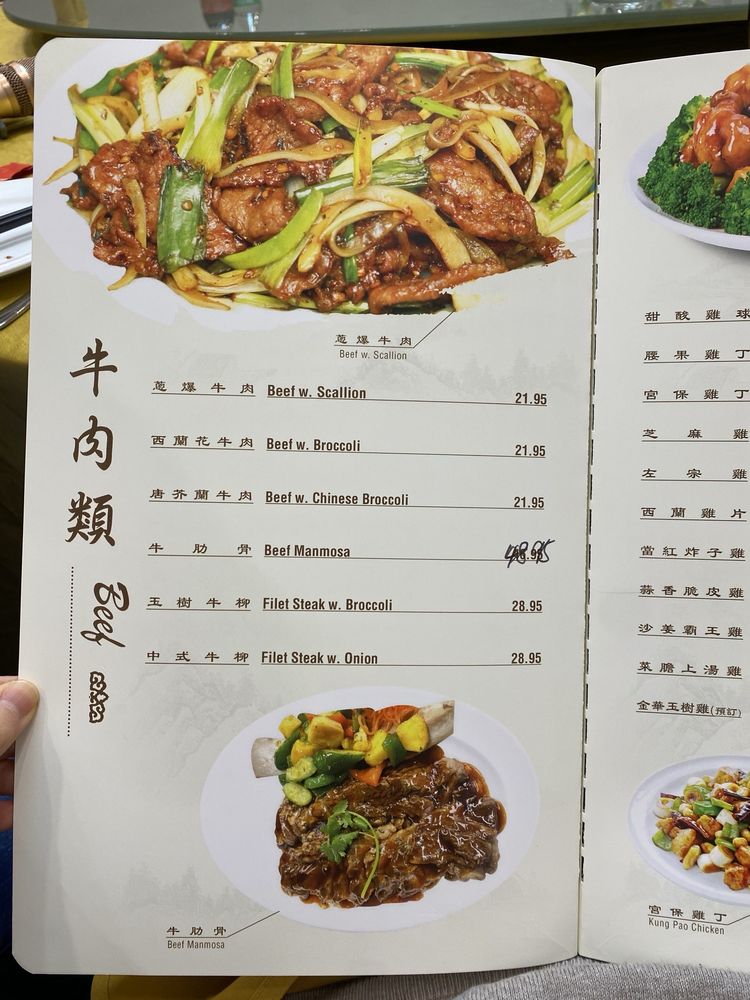 蔥爆牛肉
Beef w. Scallion
牛肉類 Beef
蔥爆牛肉 Beef w. Scallion 21.95
西蘭花牛肉 Beef w. Broccoli 21.95
唐芥蘭牛肉 Beef w. Chinese Broccoli 21.95
牛肋骨 Beef Manmosa 48.95
玉樹牛柳 Filet Steak w. Broccoli 28.95
中式牛柳 Filet Steak w. Onion 28.95
牛肋骨
Beef Manmosa
甜酸雞球
腰果雞丁
宮保雞丁
芝麻雞
左宗雞
西蘭雞片
當紅炸子雞
蒜香脆皮雞
沙姜霸王雞
菜膽上湯雞
金華玉樹雞(預訂)
宮保雞丁
Kung Pao Chicken